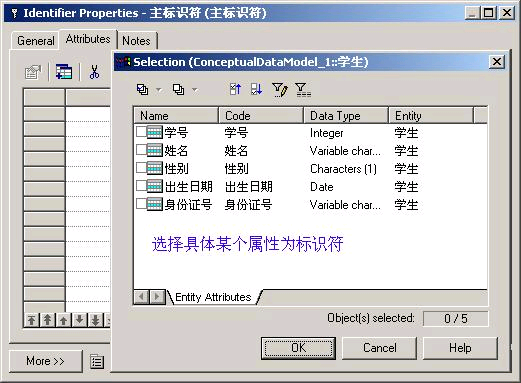 Identifier Properties - 主标识符 (主标识符)
General Attributes Notes
Selection (ConceptualDataModel_1::学生)
Name Code Data Type Entity
学号 学号 Integer 学生
姓名 姓名 Variable char... 学生
性别 性别 Characters (1) 学生
出生日期 出生日期 Date 学生
身份证号 身份证号 Variable char... 学生
选择具体某个属性为标识符
Entity Attributes
Object(s) selected: 0 / 5
OK Cancel Help
More >>